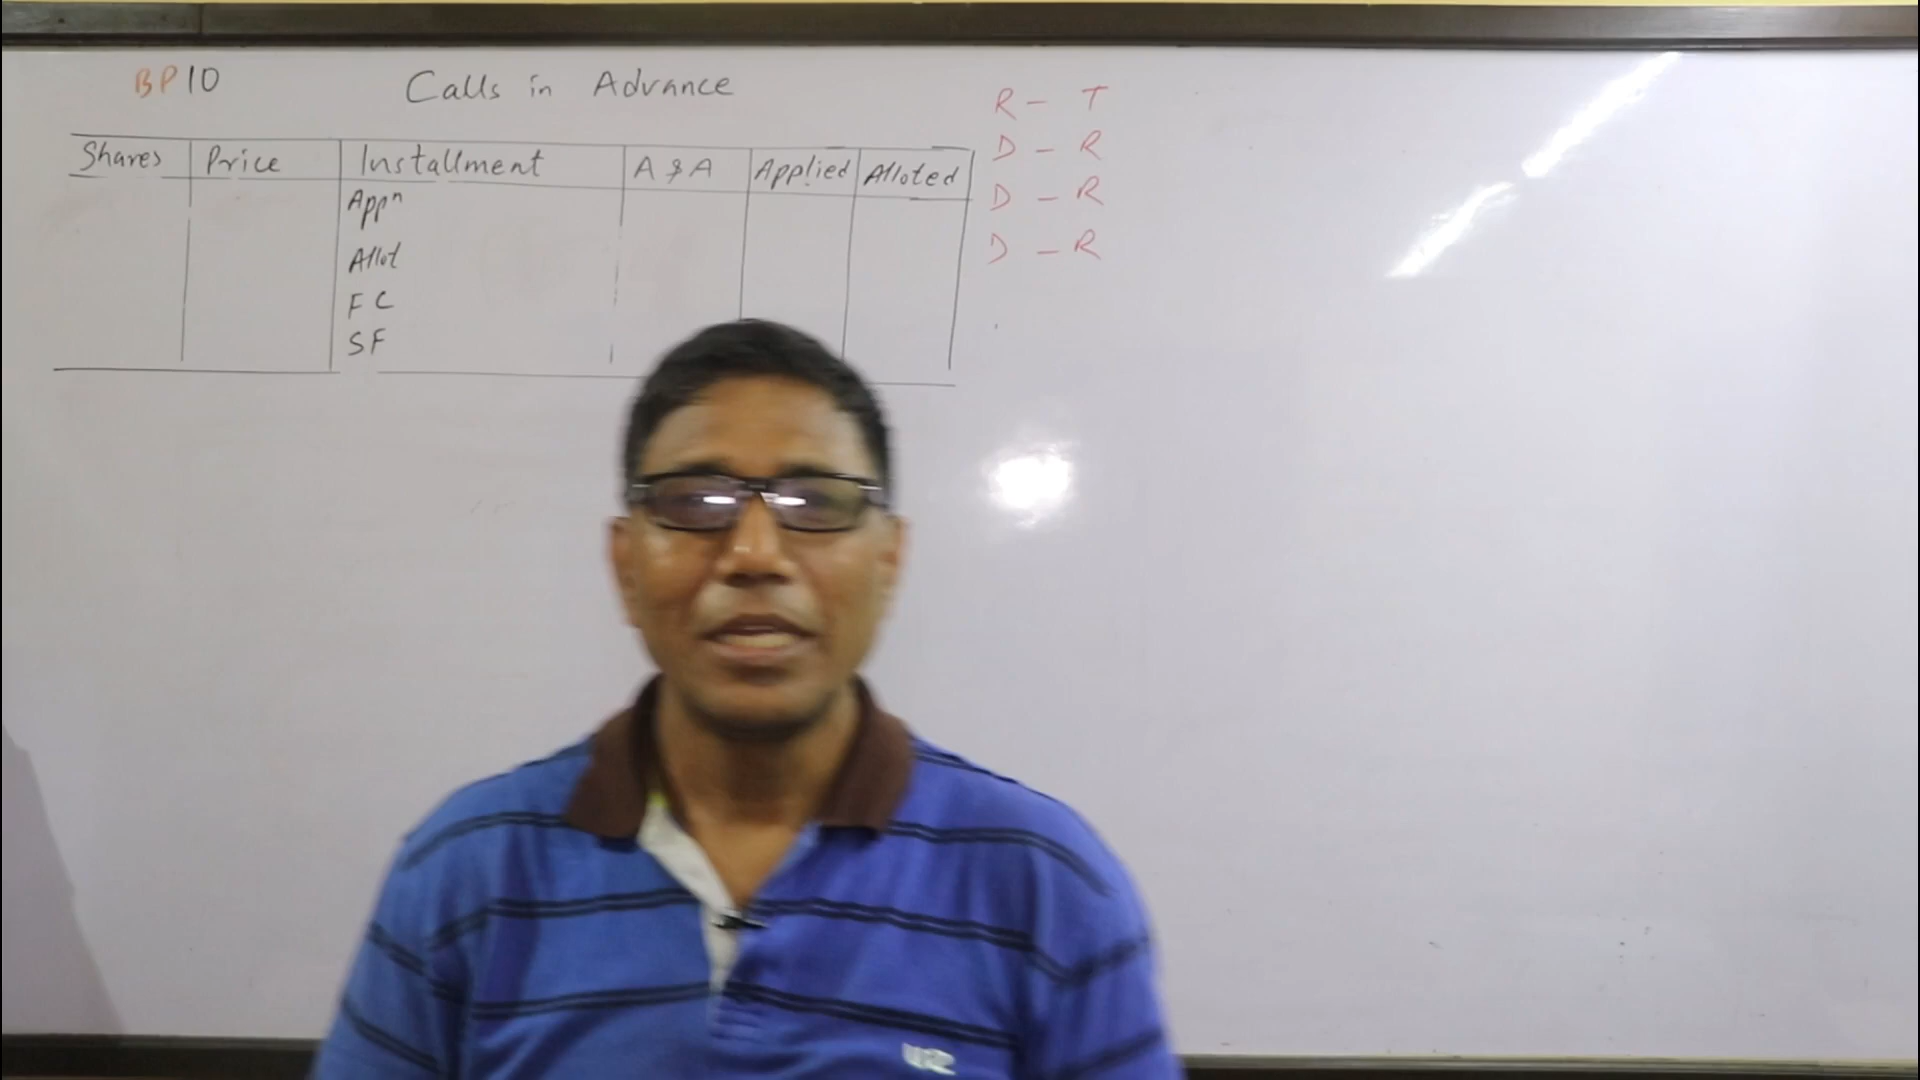 BP10
Calls in Advance
R - T
D - R
D - R
D - R
Shares Price Installment A & A Applied Alloted
Appⁿ
Allot
FC
SF